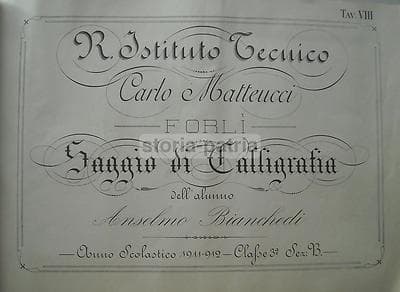 Tav. VIII
R. Istituto Tecnico
Carlo Matteucci
FORLÌ
storia-patria
Saggio di Calligrafia
dell'alunno
Anselmo Bianchedi
Anno Scolastico 1911-912 - Classe 3ª Sez: B.